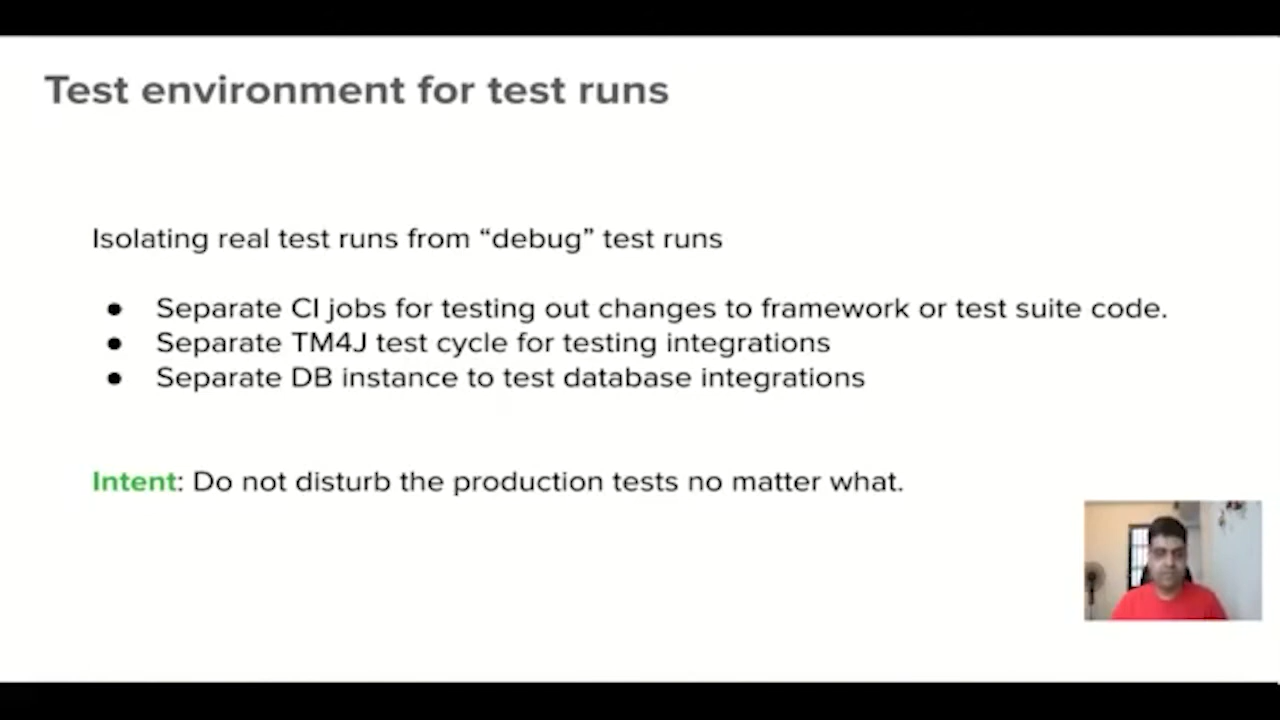 Test environment for test runs
Isolating real test runs from “debug” test runs
● Separate CI jobs for testing out changes to framework or test suite code.
● Separate TM4J test cycle for testing integrations
● Separate DB instance to test database integrations
Intent: Do not disturb the production tests no matter what.